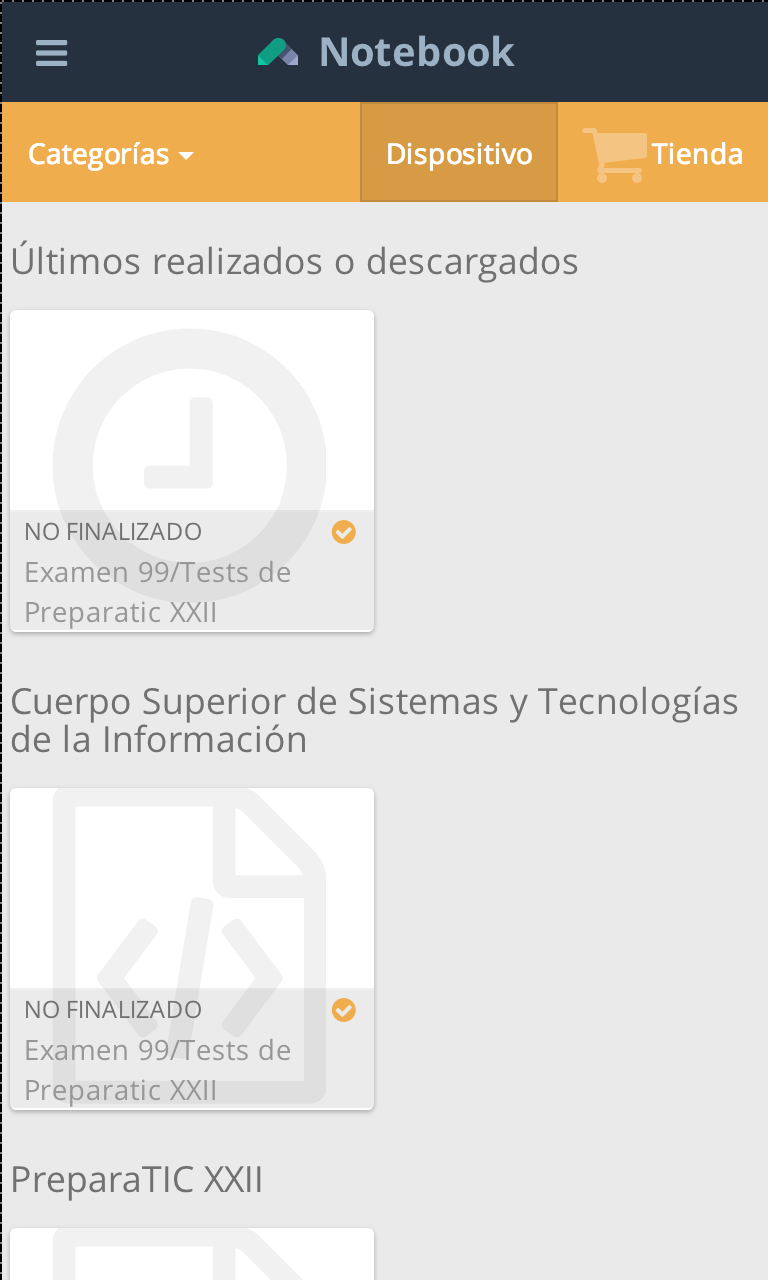 Notebook
Categorías
Dispositivo
Tienda
Últimos realizados o descargados
NO FINALIZADO
Examen 99/Tests de
Preparatic XXII
Cuerpo Superior de Sistemas y Tecnologías
de la Información
NO FINALIZADO
Examen 99/Tests de
Preparatic XXII
PreparaTIC XXII